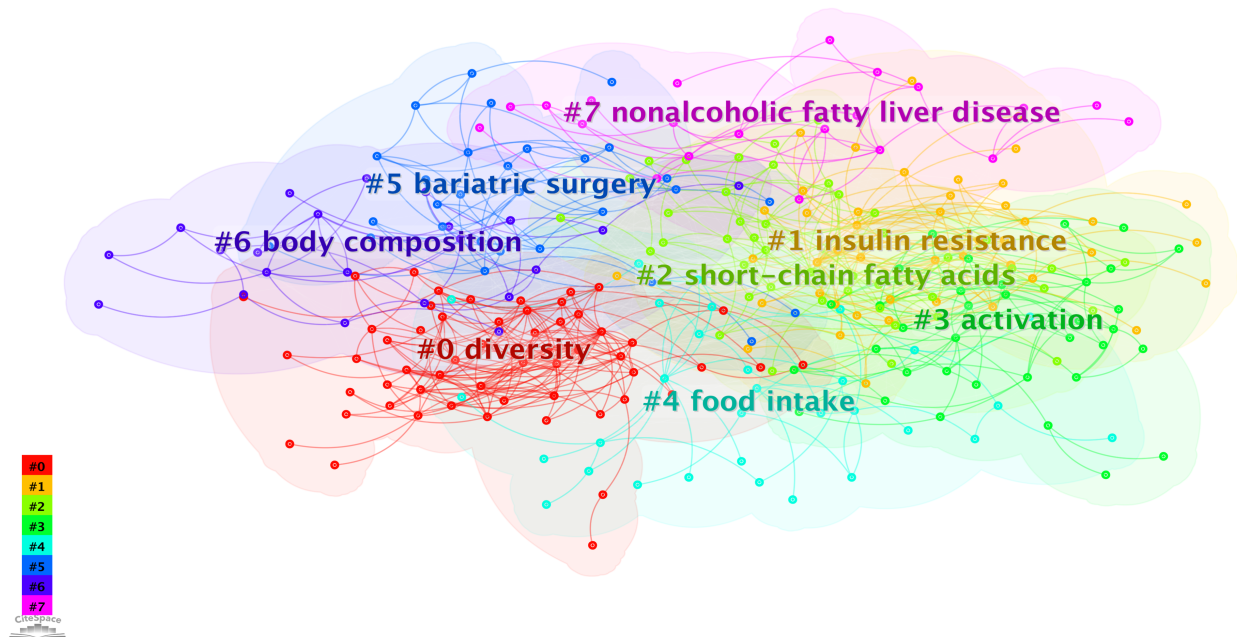 #7 nonalcoholic fatty liver disease
#5 bariatric surgery
#6 body composition
#1 insulin resistance
#2 short-chain fatty acids
#3 activation
#0 diversity
#4 food intake
#0
#1
#2
#3
#4
#5
#6
#7
CiteSpace